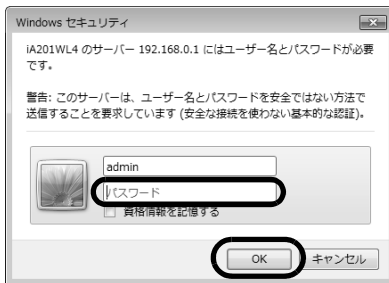 Windows セキュリティ
iA201WL4 のサーバー 192.168.0.1 にはユーザー名とパスワードが必要
です。
警告: このサーバーは、ユーザー名とパスワードを安全ではない方法で
送信することを要求しています (安全な接続を使わない基本的な認証)。
admin
パスワード
資格情報を記憶する
OK
キャンセル